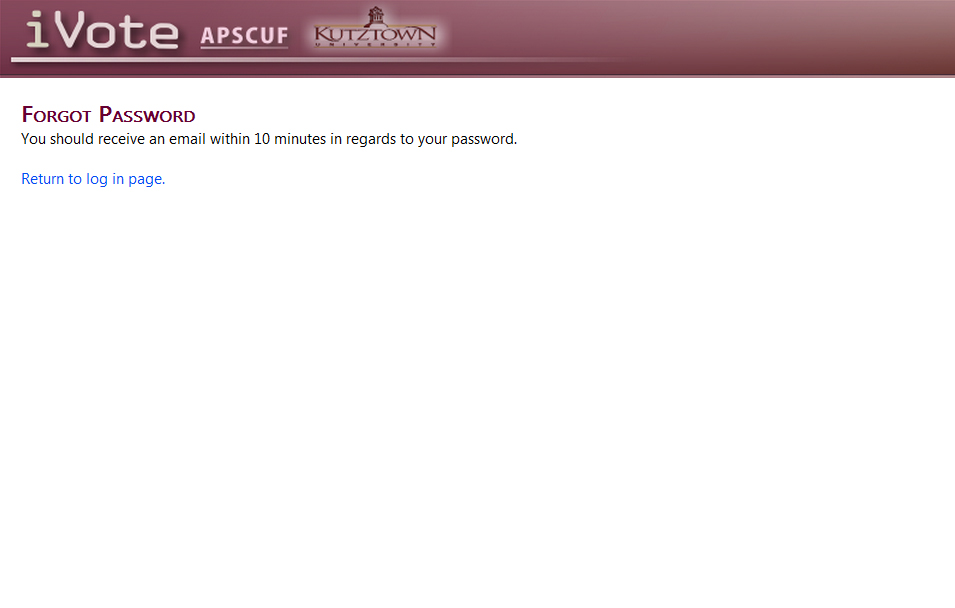 iVote APSCUF KUTZTOWN UNIVERSITY
Forgot Password
You should receive an email within 10 minutes in regards to your password.
Return to log in page.